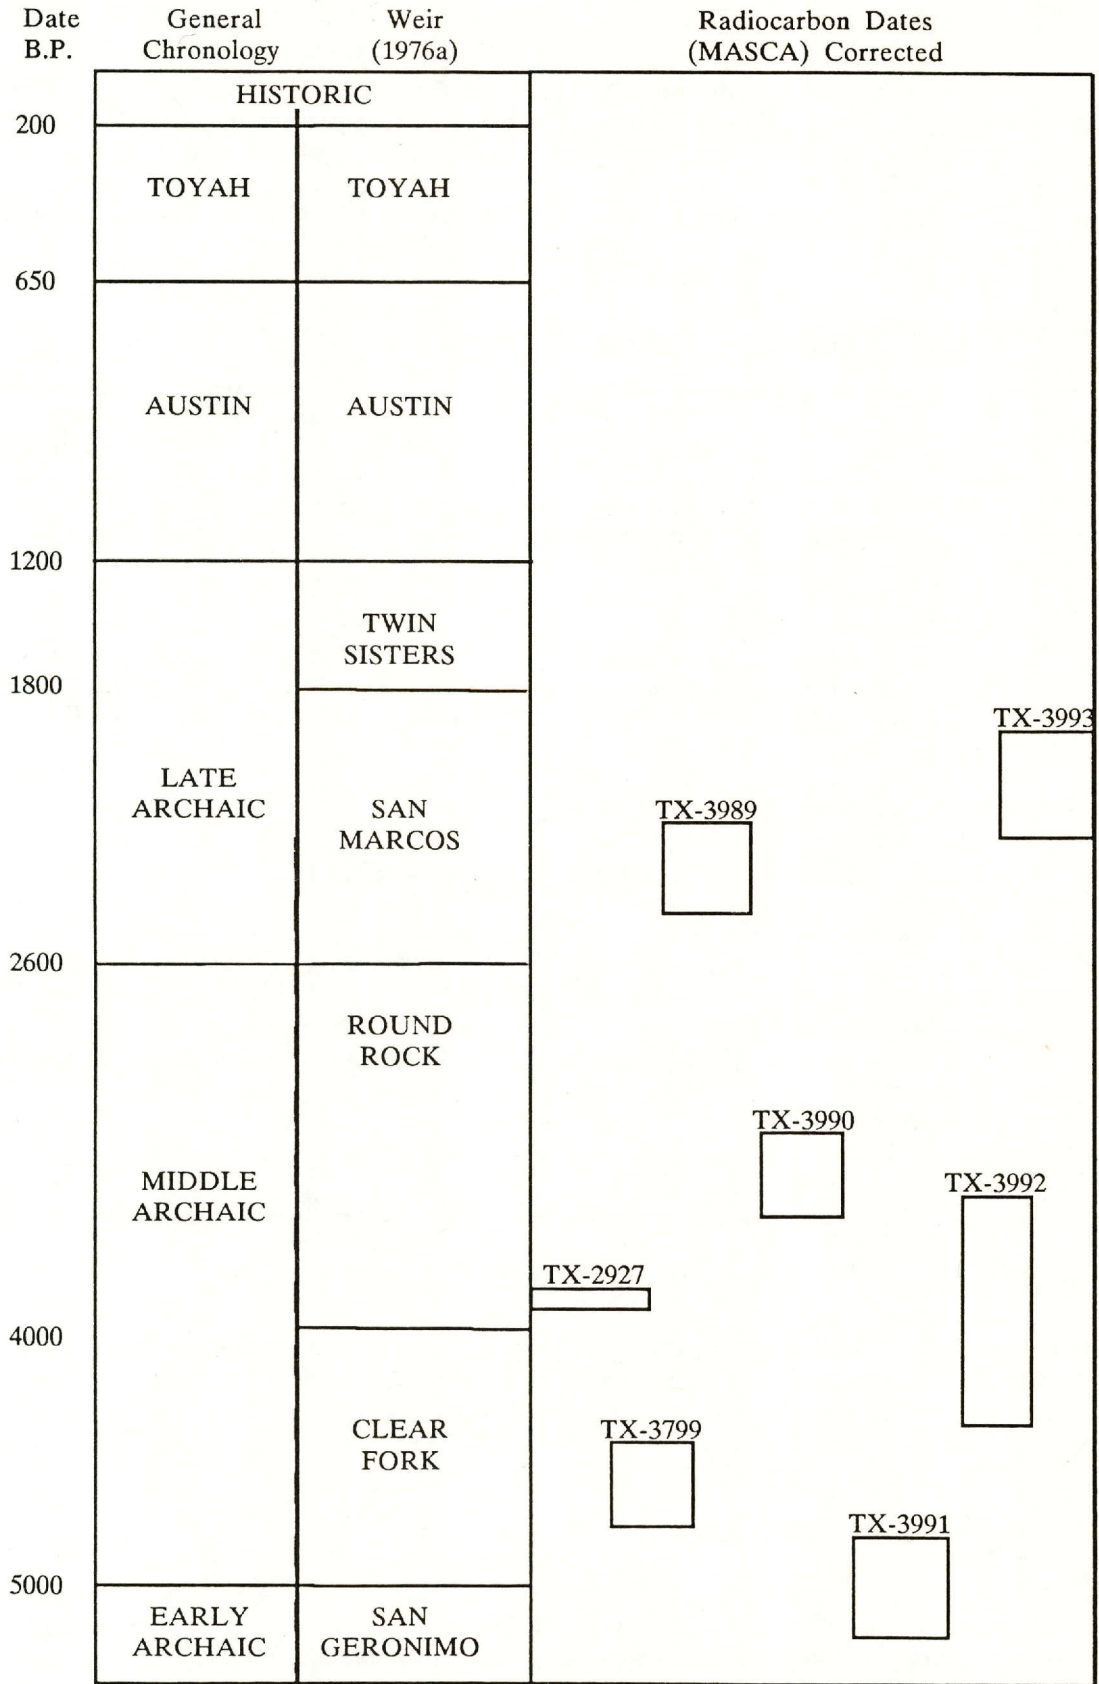 Date
B.P.
General
Chronology
Weir
(1976a)
Radiocarbon Dates
(MASCA) Corrected
HISTORIC
200
TOYAH
TOYAH
650
AUSTIN
AUSTIN
1200
TWIN
SISTERS
1800
TX-3993
LATE
ARCHAIC
SAN
MARCOS
TX-3989
2600
ROUND
ROCK
TX-3990
MIDDLE
ARCHAIC
TX-3992
TX-2927
4000
CLEAR
FORK
TX-3799
TX-3991
5000
EARLY
ARCHAIC
SAN
GERONIMO